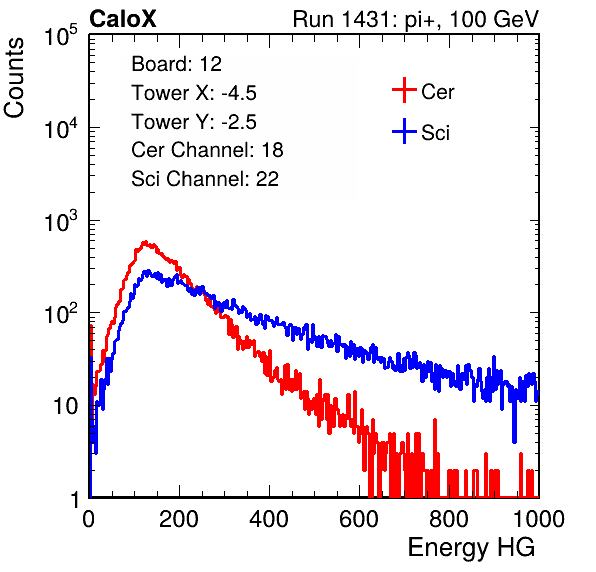 CaloX Run 1431: pi+, 100 GeV
Counts
10^5
10^4
10^3
10^2
10
1
Board: 12
Tower X: -4.5
Tower Y: -2.5
Cer Channel: 18
Sci Channel: 22
Cer
Sci
0 200 400 600 800 1000
Energy HG